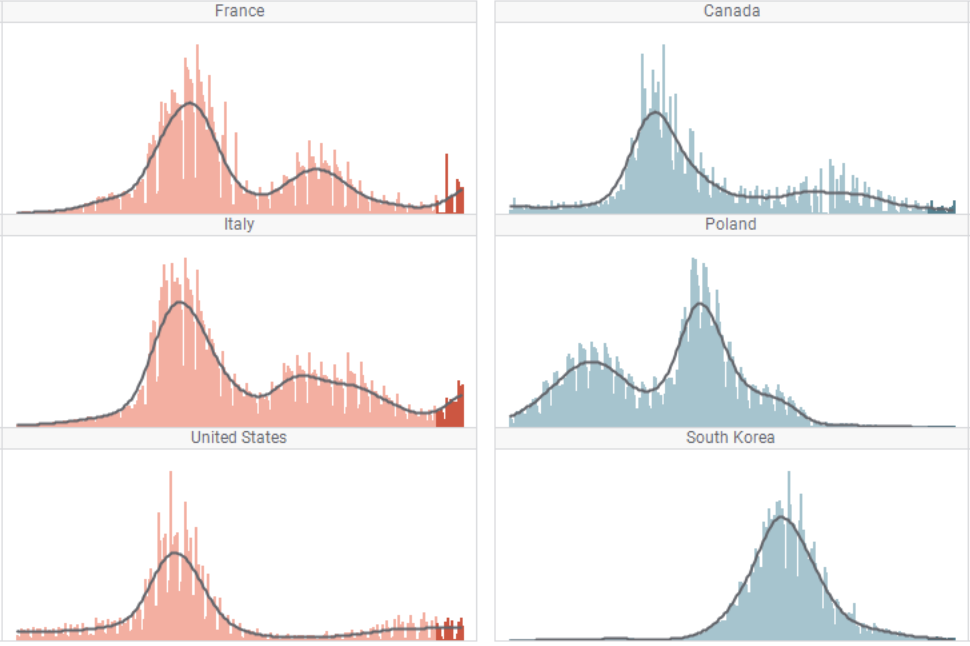 France
Canada
Italy
Poland
United States
South Korea